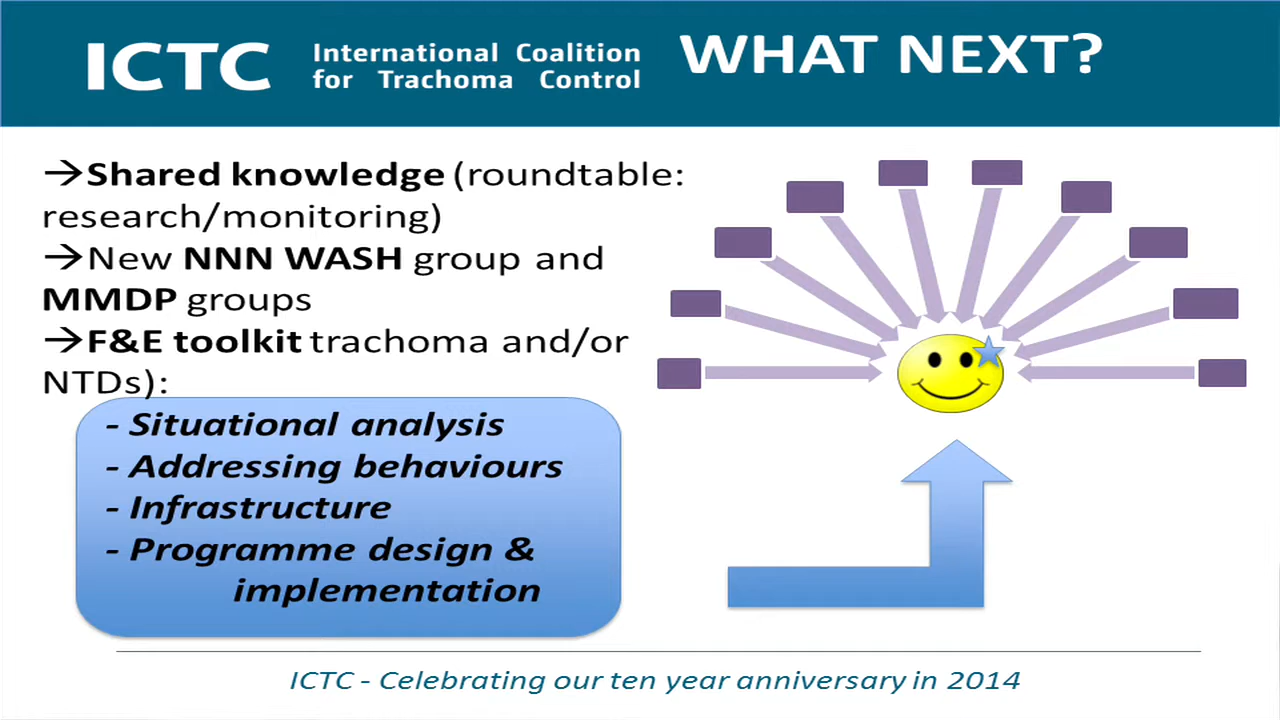 ICTC
International Coalition
for Trachoma Control
WHAT NEXT?
→Shared knowledge (roundtable:
research/monitoring)
→New NNN WASH group and
MMDP groups
→F&E toolkit trachoma and/or
NTDs):
- Situational analysis
- Addressing behaviours
- Infrastructure
- Programme design &
implementation
ICTC - Celebrating our ten year anniversary in 2014